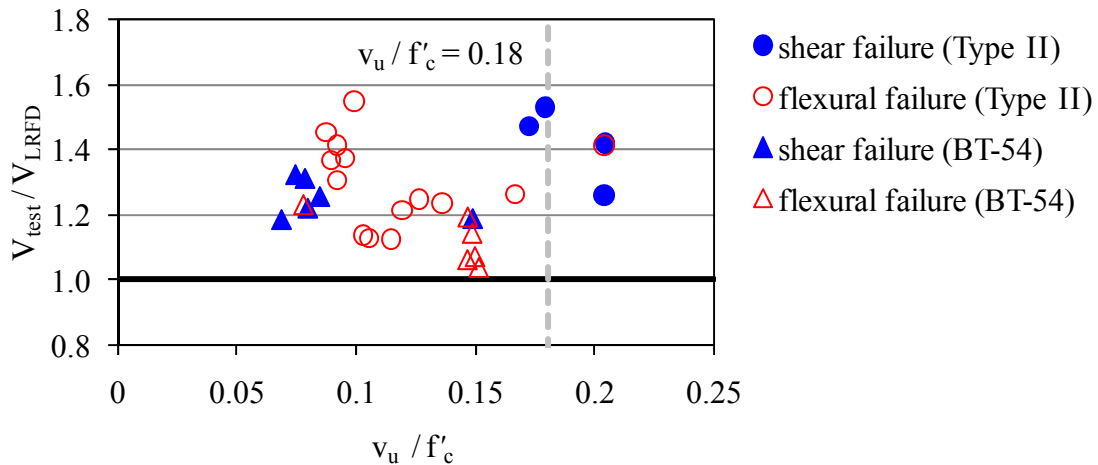 1.8
1.6
1.4
1.2
1.0
0.8
V_test / V_LRFD
v_u / f′_c = 0.18
0 0.05 0.1 0.15 0.2 0.25
v_u / f′_c
shear failure (Type II)
flexural failure (Type II)
shear failure (BT-54)
flexural failure (BT-54)